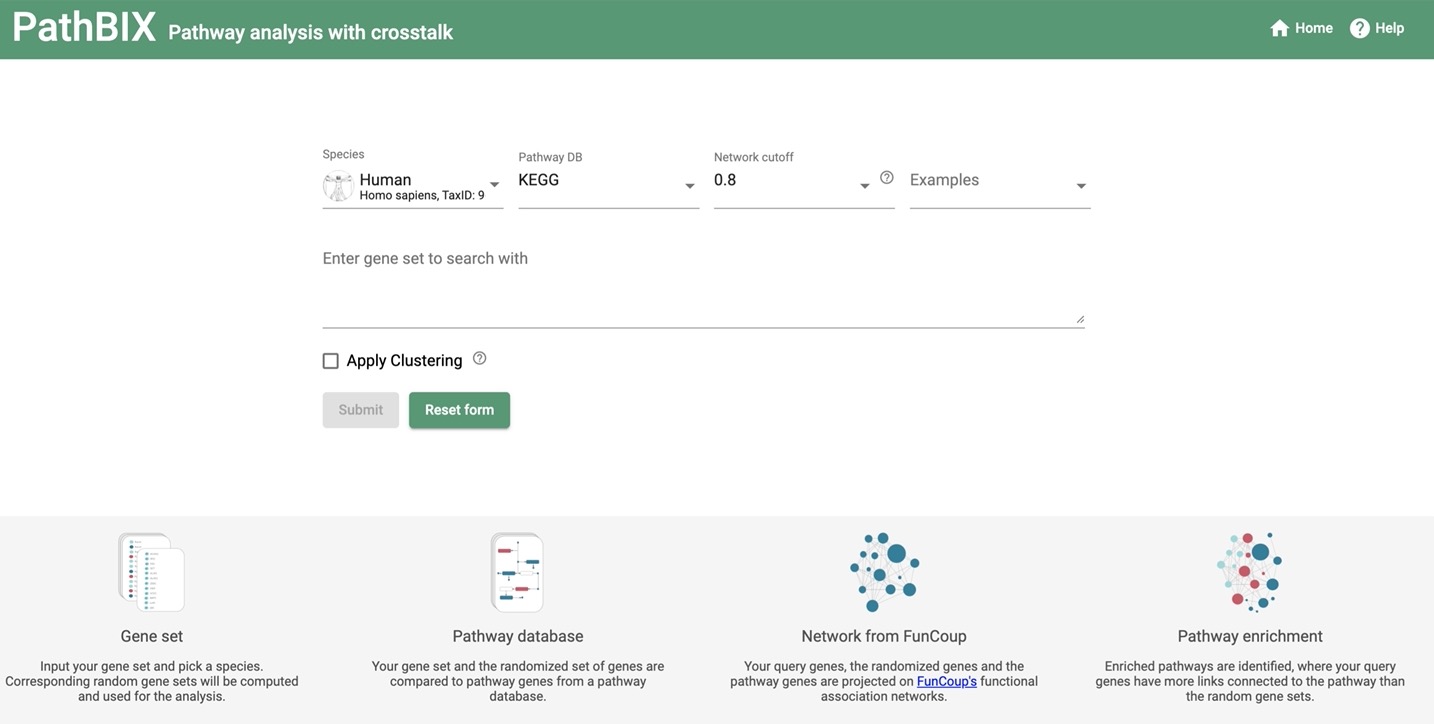 PathBIX Pathway analysis with crosstalk
Home
Help
Species
Pathway DB
Network cutoff
Human
Homo sapiens, TaxID: 9
KEGG
0.8
Examples
Enter gene set to search with
Apply Clustering
Submit
Reset form
Gene set
Input your gene set and pick a species.
Corresponding random gene sets will be computed
and used for the analysis.
Pathway database
Your gene set and the randomized set of genes are
compared to pathway genes from a pathway
database.
Network from FunCoup
Your query genes, the randomized genes and the
pathway genes are projected on FunCoup's functional
association networks.
Pathway enrichment
Enriched pathways are identified, where your query
genes have more links connected to the pathway than
the random gene sets.